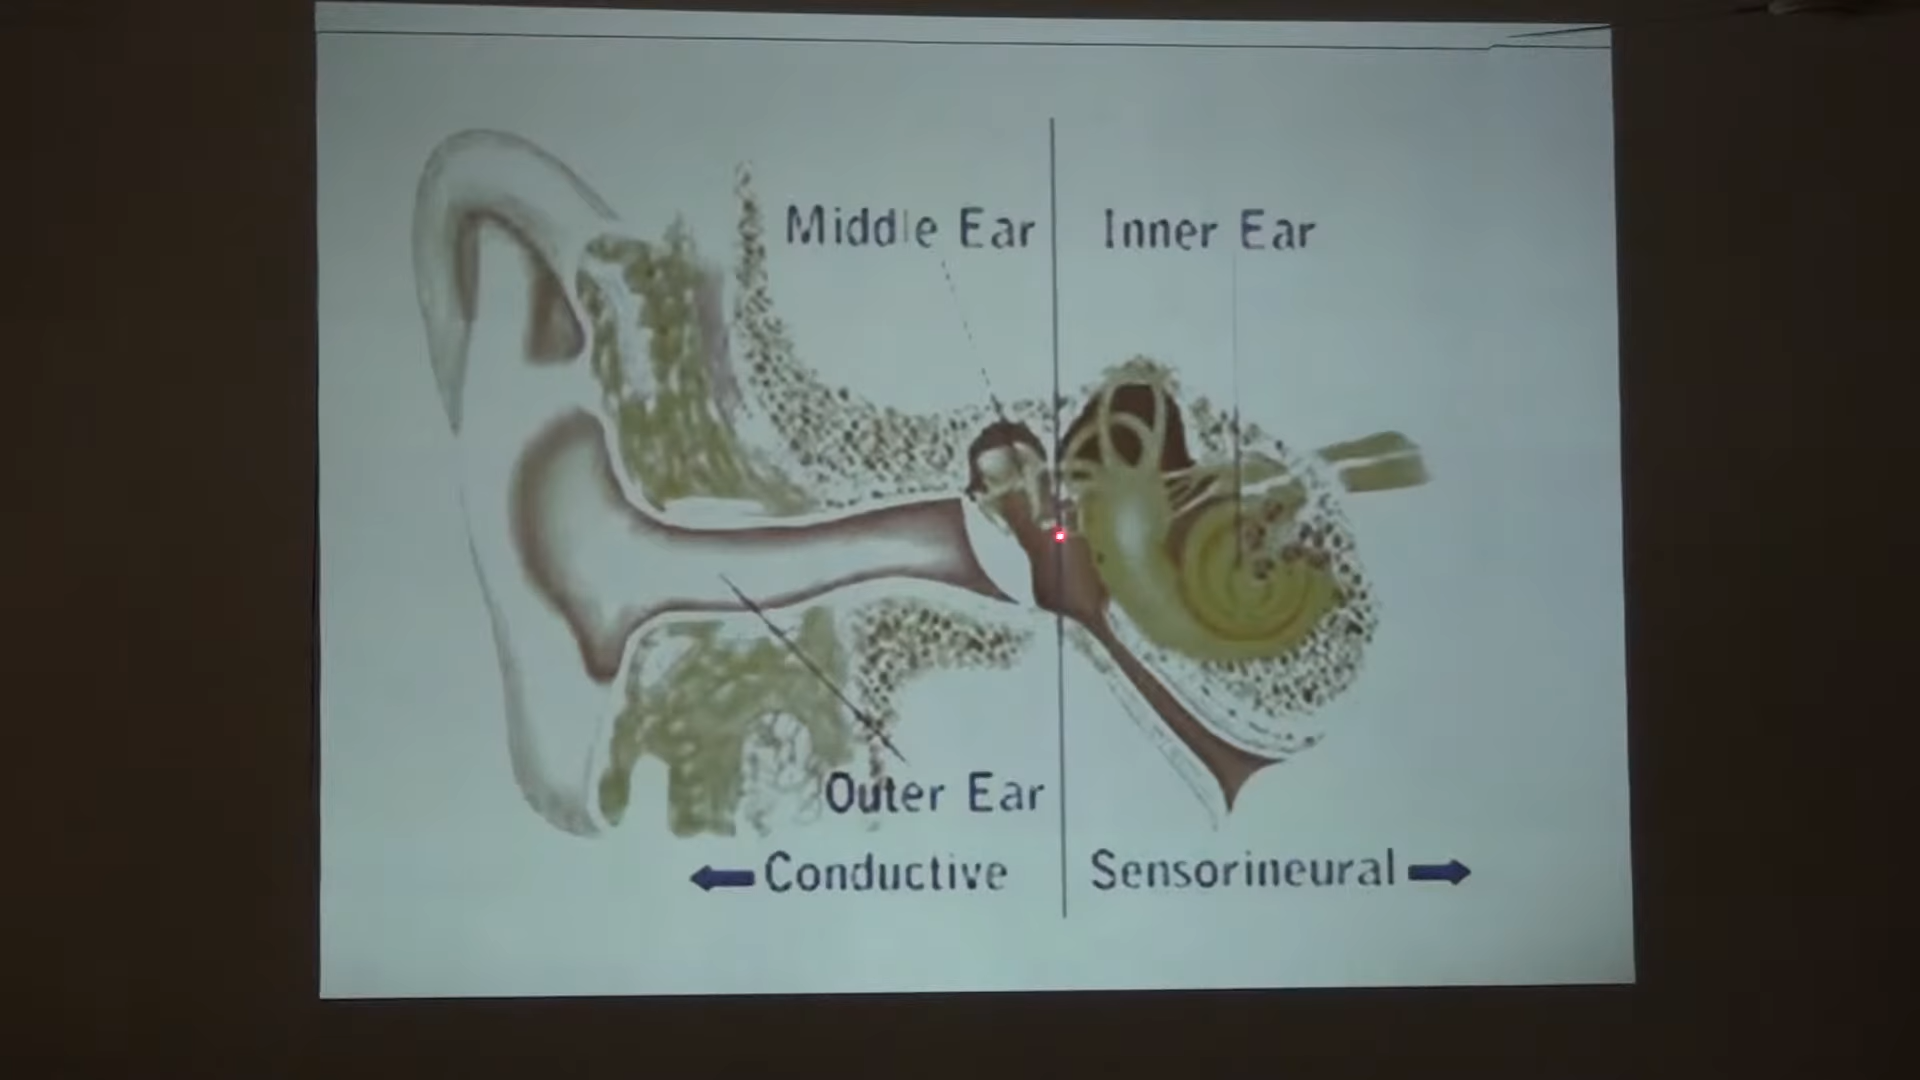 Middle Ear
Inner Ear
Outer Ear
Conductive
Sensorineural